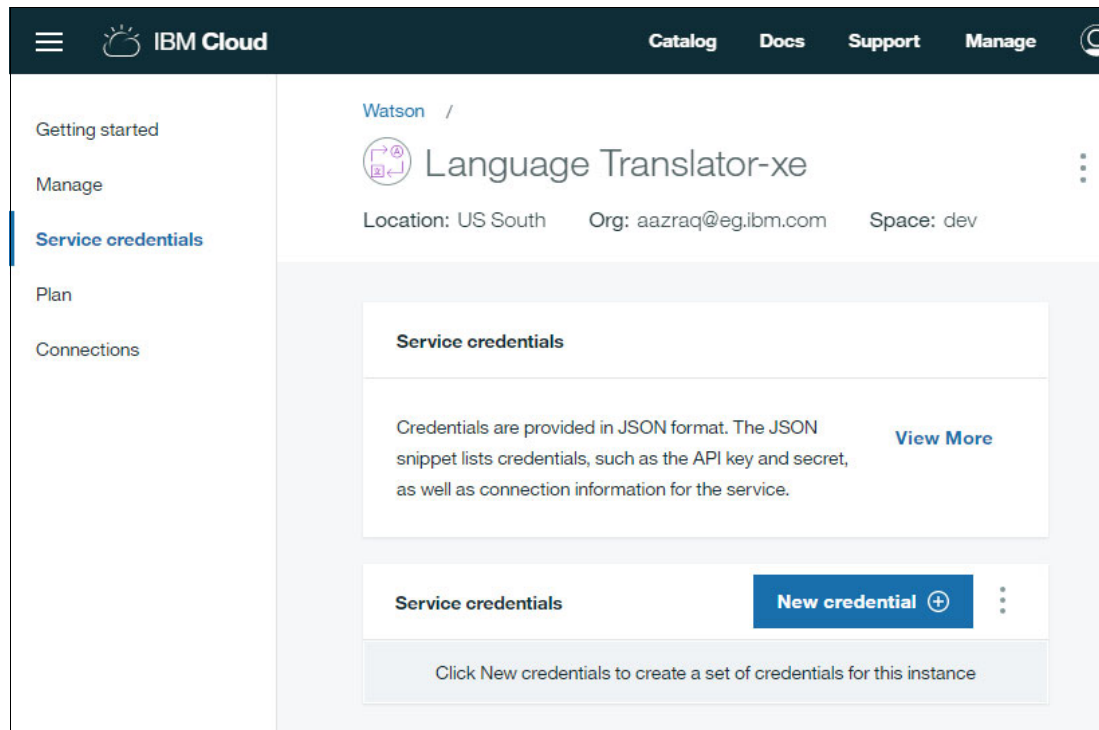 IBM Cloud
Catalog Docs Support Manage
Getting started
Manage
Service credentials
Plan
Connections
Watson /
Language Translator-xe
Location: US South Org: aazraq@eg.ibm.com Space: dev
Service credentials
Credentials are provided in JSON format. The JSON
snippet lists credentials, such as the API key and secret,
as well as connection information for the service.
View More
Service credentials
New credential
Click New credentials to create a set of credentials for this instance